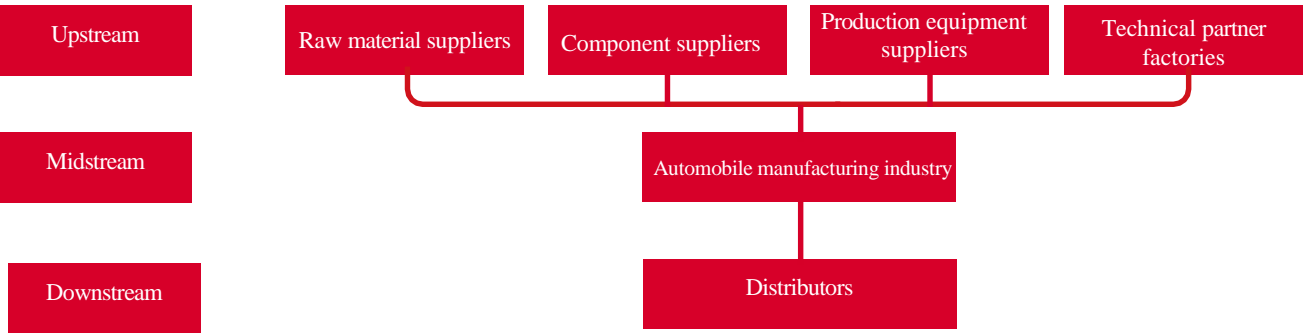 Upstream
Raw material suppliers
Component suppliers
Production equipment
suppliers
Technical partner
factories
Midstream
Automobile manufacturing industry
Downstream
Distributors